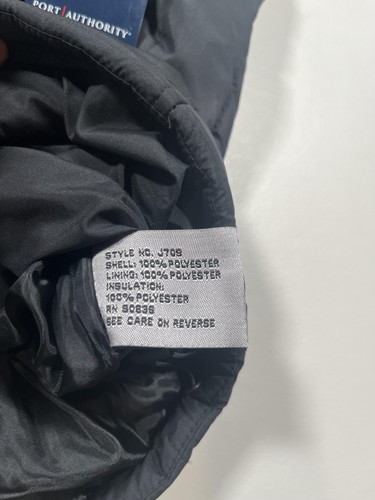 PORT AUTHORITY
STYLE NO. J709
SHELL: 100% POLYESTER
LINING: 100% POLYESTER
INSULATION:
100% POLYESTER
RN 90836
SEE CARE ON REVERSE